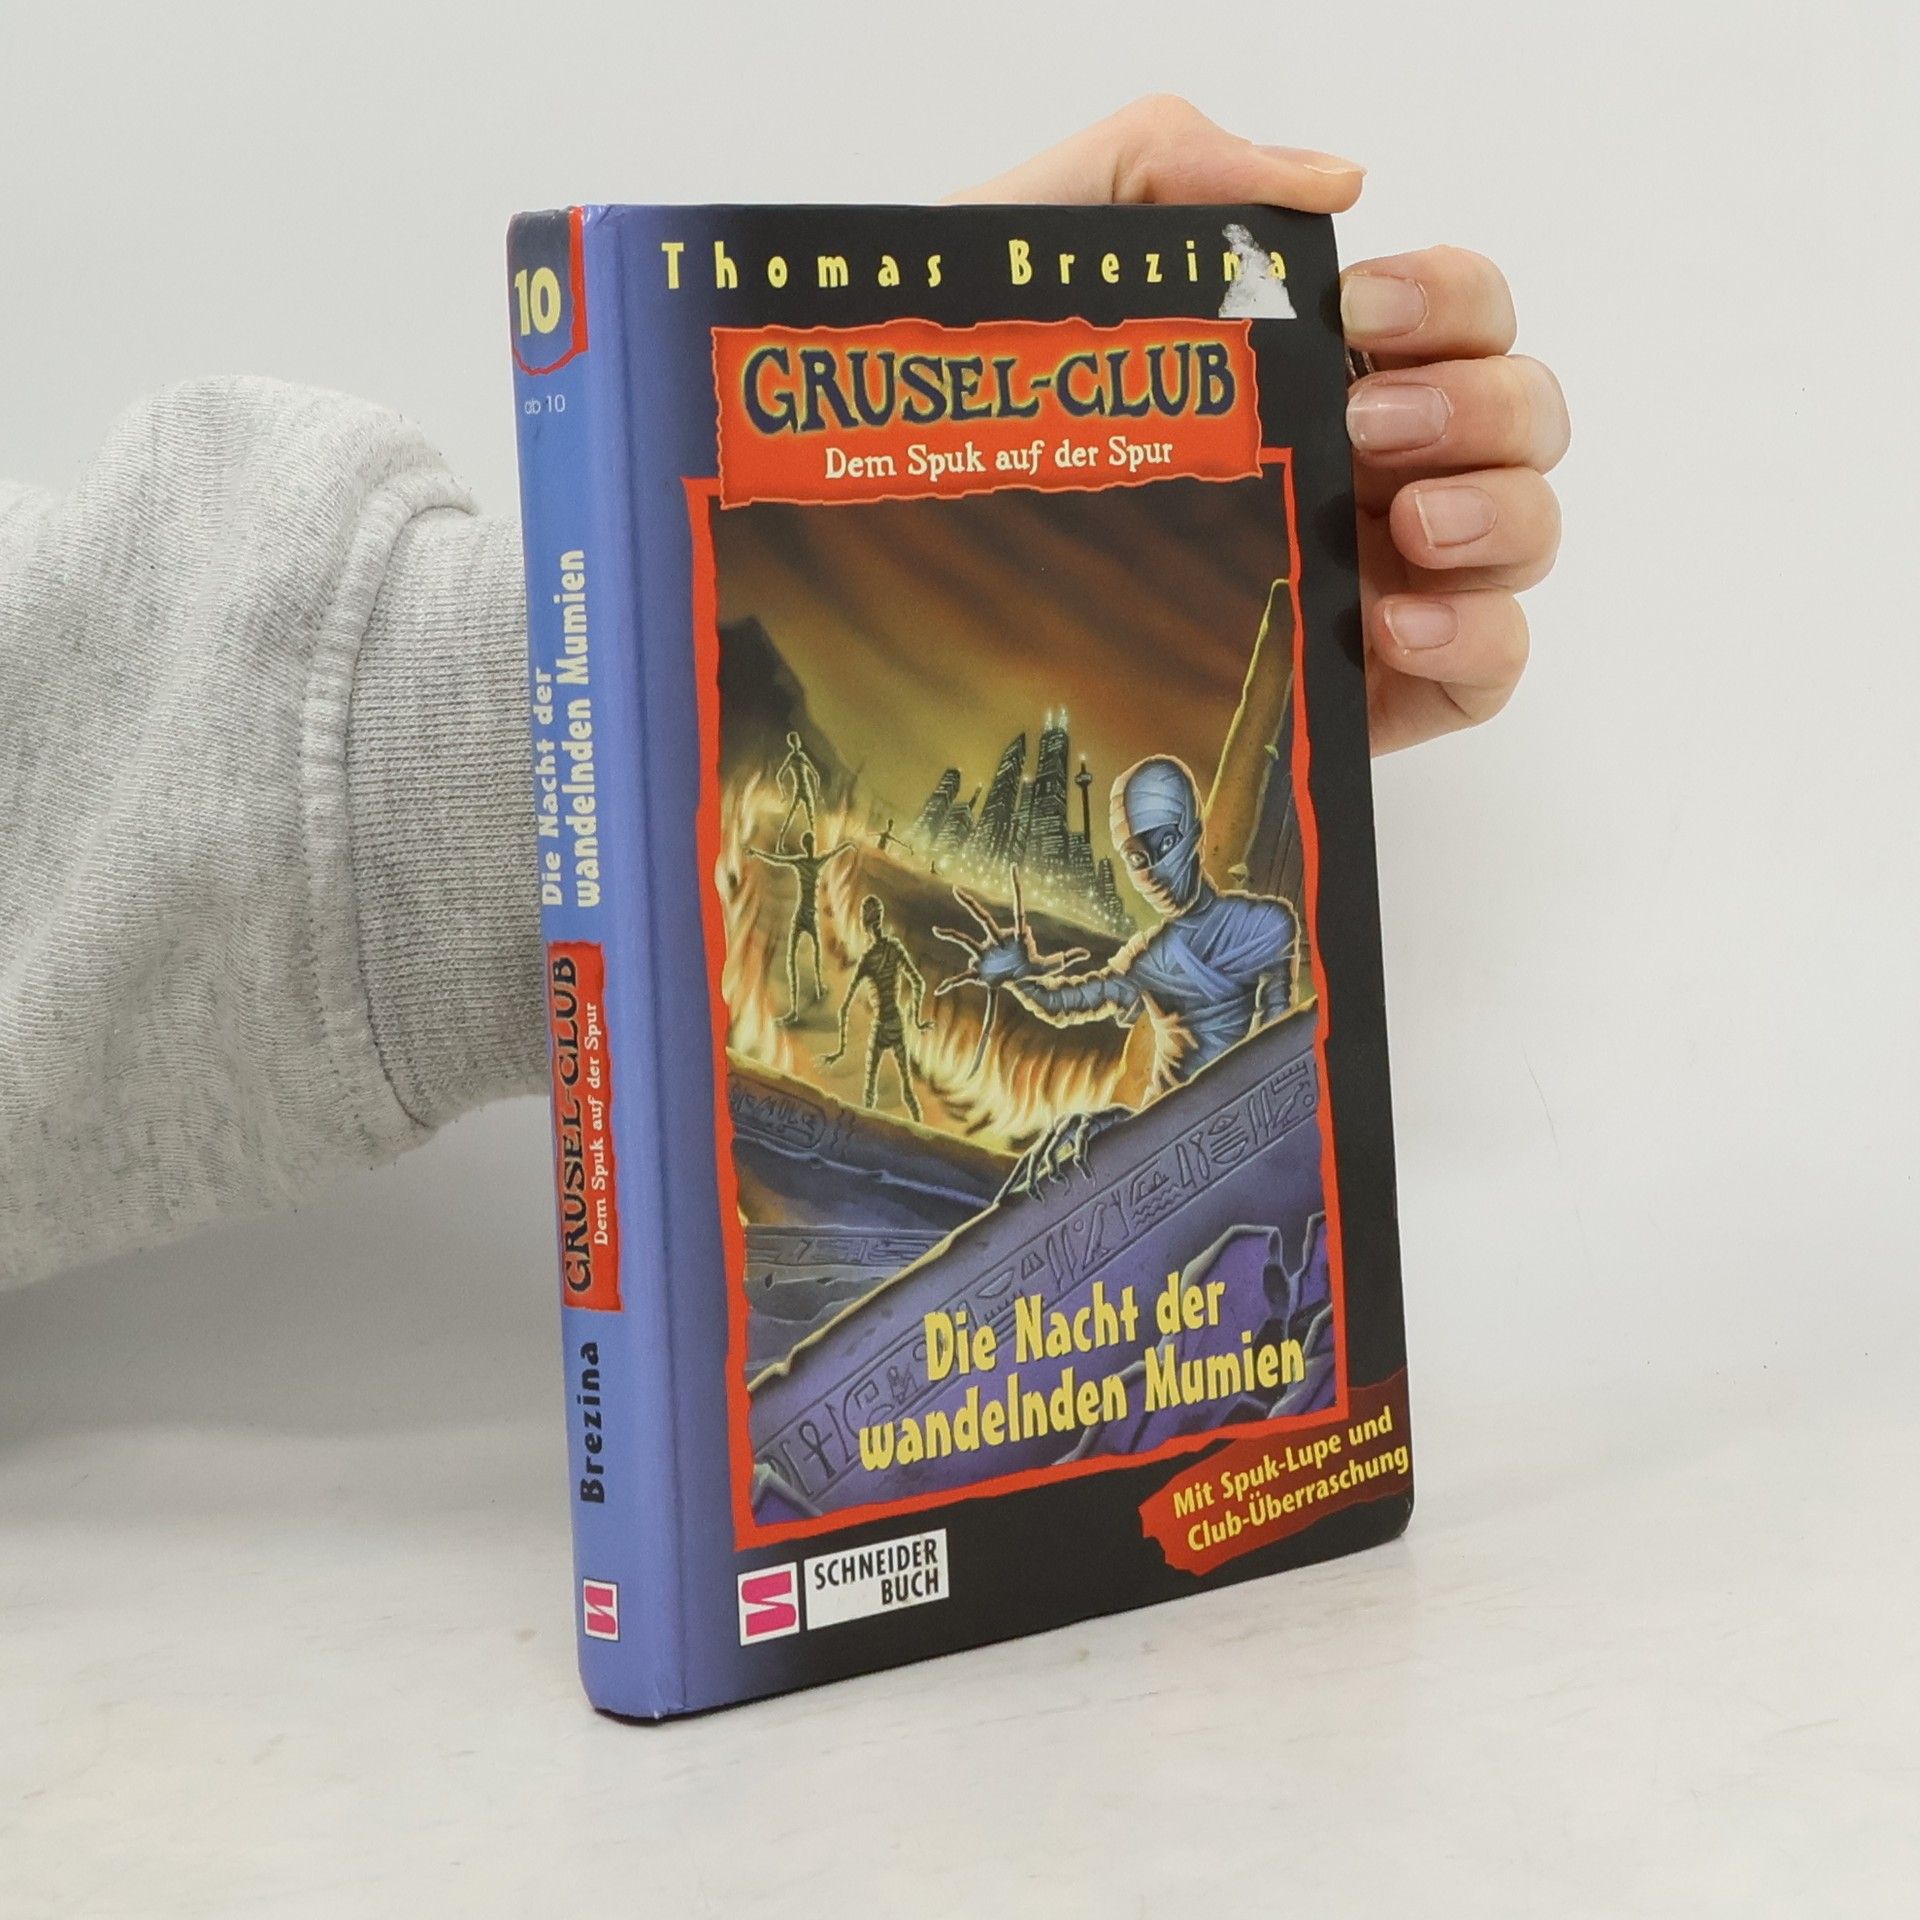 Thomas Brezina
GRUSEL-CLUB
Dem Spuk auf der Spur
Die Nacht der
wandelnden Mumien
Mit Spuk-Lupe und
Club-Überraschung
SCHNEIDER
BUCH
10
ab 10
Die Nacht der
wandelnden Mumien
GRUSEL-CLUB
Dem Spuk auf der Spur
Brezina